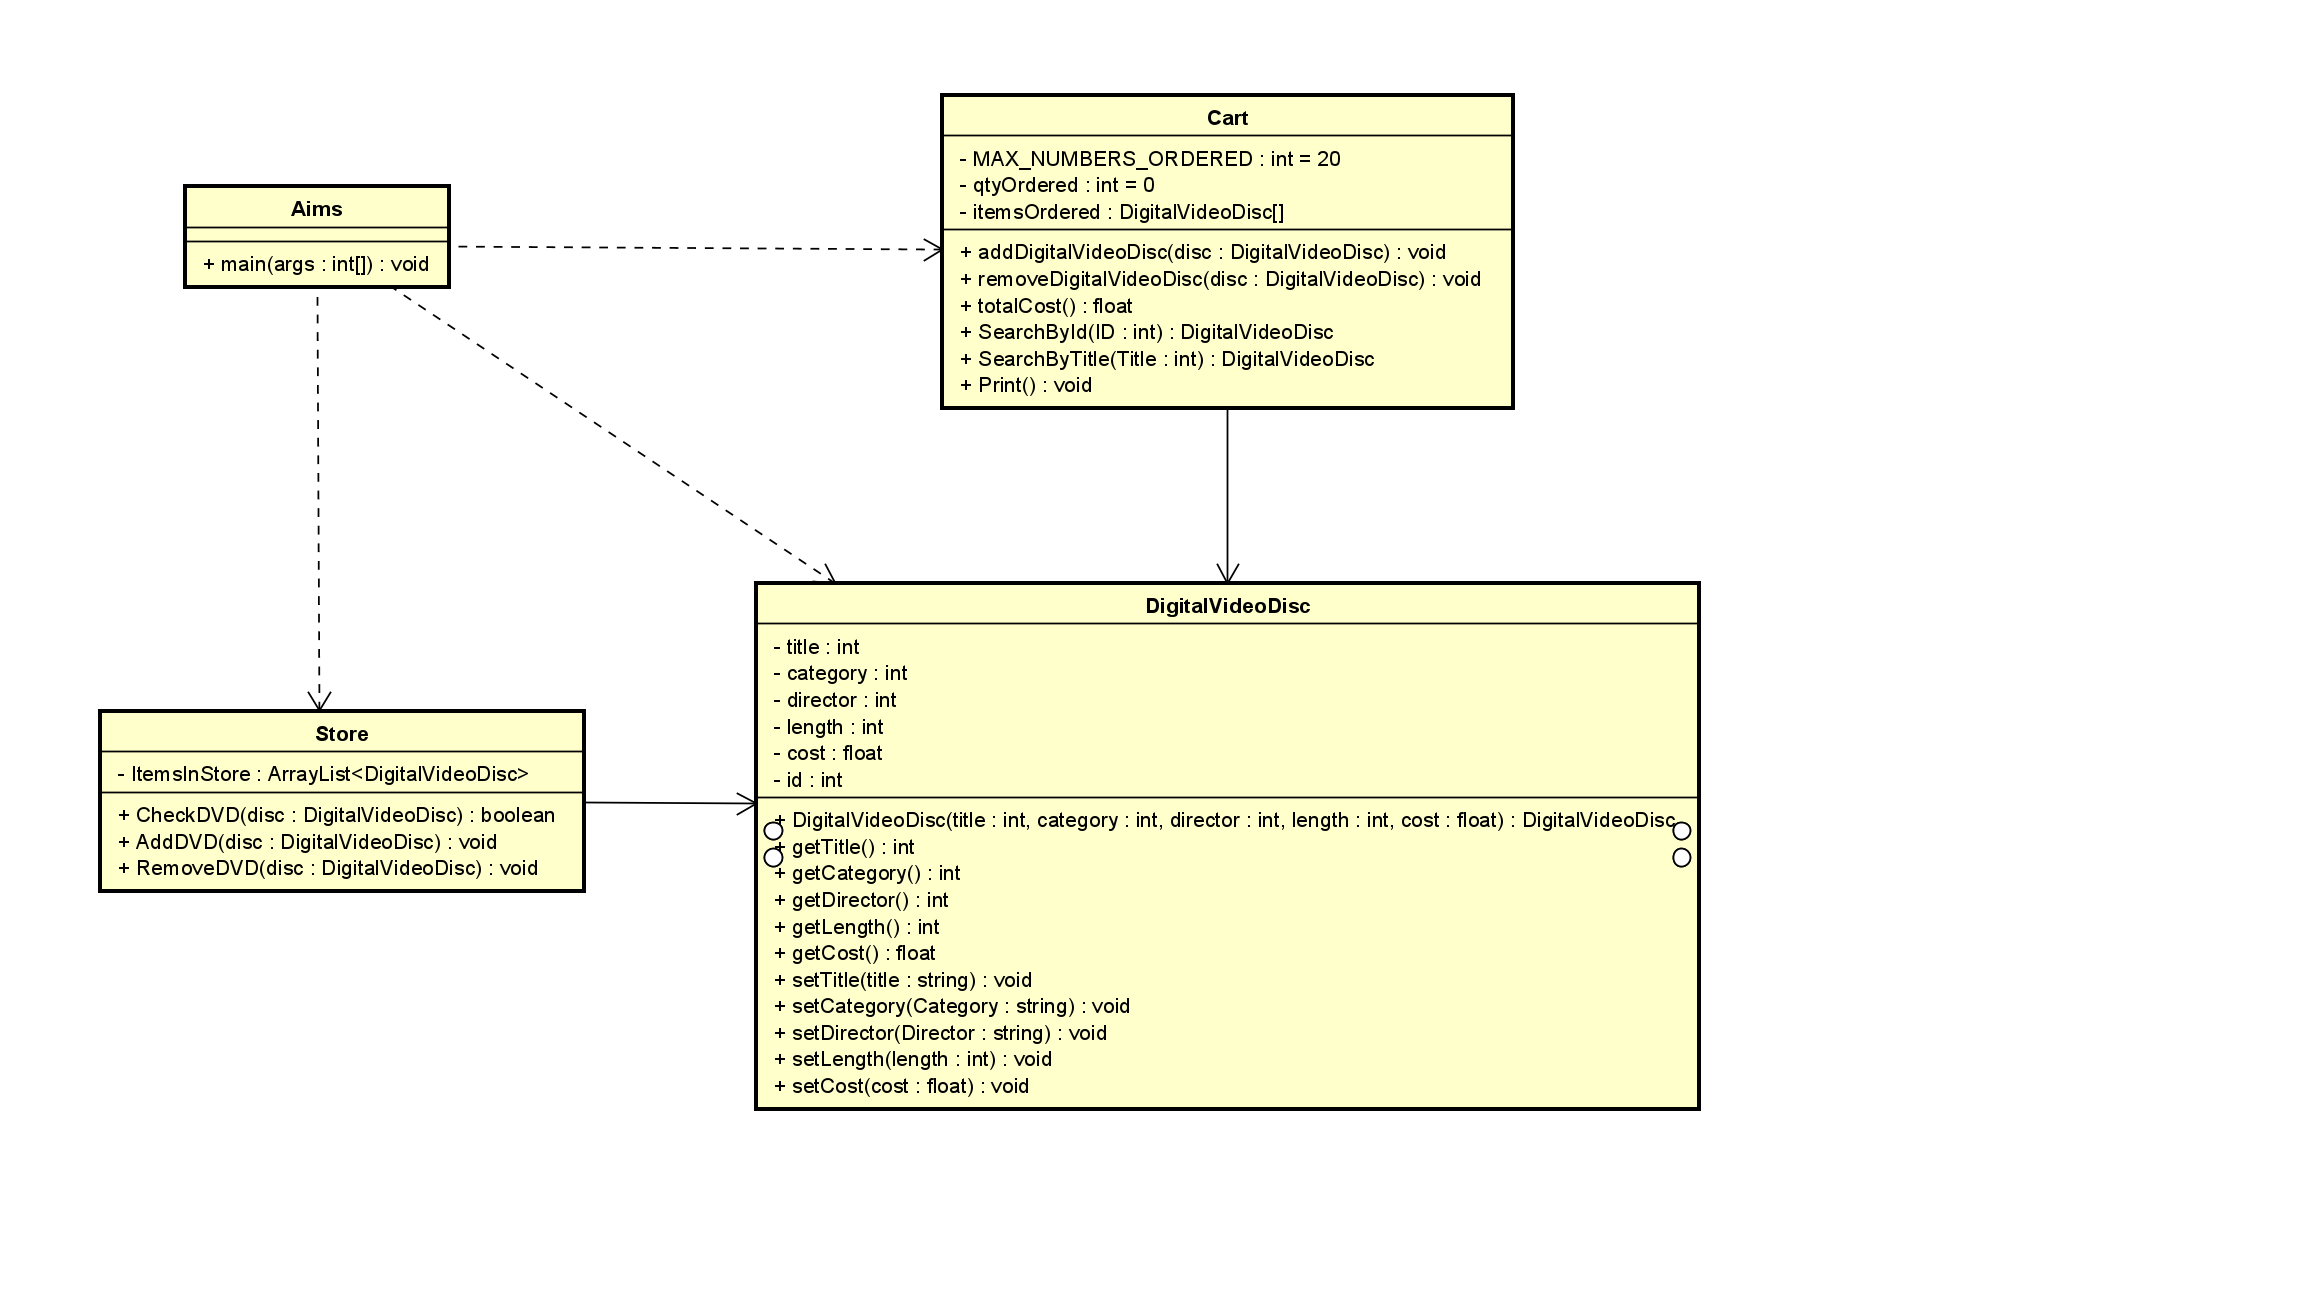 Cart
- MAX_NUMBERS_ORDERED : int = 20
- qtyOrdered : int = 0
- itemsOrdered : DigitalVideoDisc[]
+ addDigitalVideoDisc(disc : DigitalVideoDisc) : void
+ removeDigitalVideoDisc(disc : DigitalVideoDisc) : void
+ totalCost() : float
+ SearchById(ID : int) : DigitalVideoDisc
+ SearchByTitle(Title : int) : DigitalVideoDisc
+ Print() : void
Aims
+ main(args : int[]) : void
DigitalVideoDisc
- title : int
- category : int
- director : int
- length : int
- cost : float
- id : int
+ DigitalVideoDisc(title : int, category : int, director : int, length : int, cost : float) : DigitalVideoDisc
+ getTitle() : int
+ getCategory() : int
+ getDirector() : int
+ getLength() : int
+ getCost() : float
+ setTitle(title : string) : void
+ setCategory(Category : string) : void
+ setDirector(Director : string) : void
+ setLength(length : int) : void
+ setCost(cost : float) : void
Store
- ItemsInStore : ArrayList<DigitalVideoDisc>
+ CheckDVD(disc : DigitalVideoDisc) : boolean
+ AddDVD(disc : DigitalVideoDisc) : void
+ RemoveDVD(disc : DigitalVideoDisc) : void